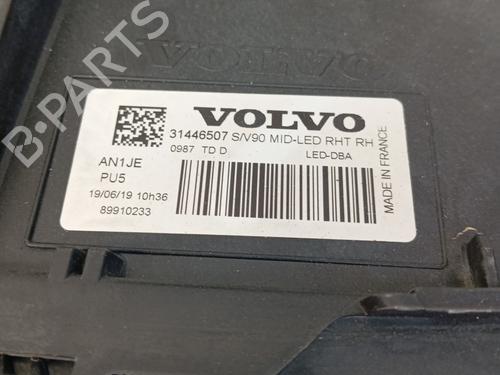 B-PARTS
VOLVO
VOLVO
31446507 S/V90 MID-LED RHT RH
0987 TD D LED-DBA
AN1JE
PU5
19/06/19 10h36
89910233
MADE IN FRANCE